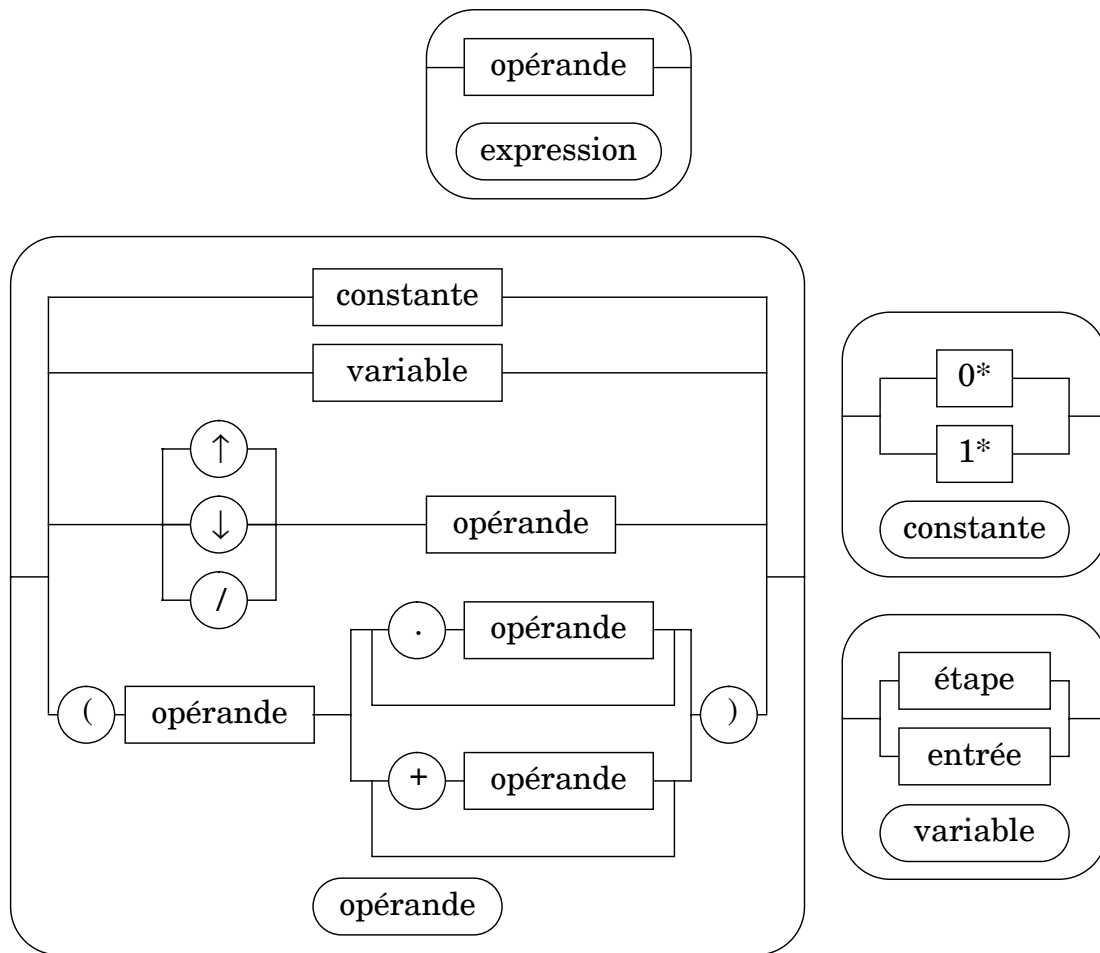 opérande
expression
constante
variable
↑
↓ opérande
/
. opérande
( opérande )
+ opérande
opérande
0*
1*
constante
étape
entrée
variable